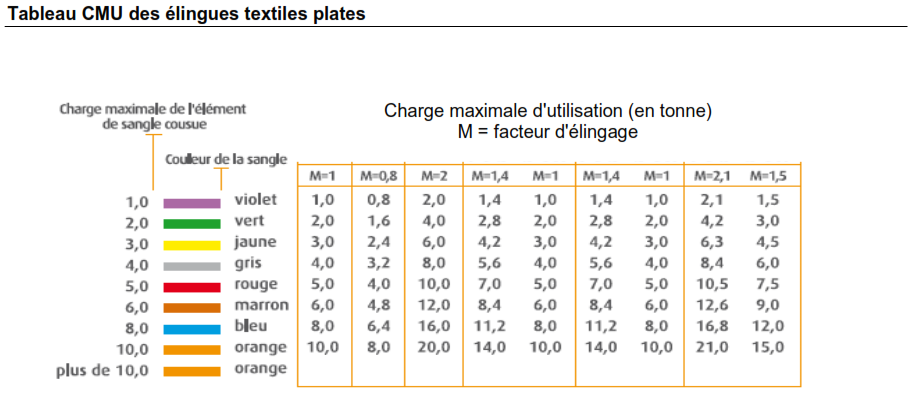 Tableau CMU des élingues textiles plates
Charge maximale de l'élément
de sangle cousue
Charge maximale d'utilisation (en tonne)
M = facteur d'élingage
Couleur de la sangle
M=1 M=0,8 M=2 M=1,4 M=1 M=1,4 M=1 M=2,1 M=1,5
1,0 violet 1,0 0,8 2,0 1,4 1,0 1,4 1,0 2,1 1,5
2,0 vert 2,0 1,6 4,0 2,8 2,0 2,8 2,0 4,2 3,0
3,0 jaune 3,0 2,4 6,0 4,2 3,0 4,2 3,0 6,3 4,5
4,0 gris 4,0 3,2 8,0 5,6 4,0 5,6 4,0 8,4 6,0
5,0 rouge 5,0 4,0 10,0 7,0 5,0 7,0 5,0 10,5 7,5
6,0 marron 6,0 4,8 12,0 8,4 6,0 8,4 6,0 12,6 9,0
8,0 bleu 8,0 6,4 16,0 11,2 8,0 11,2 8,0 16,8 12,0
10,0 orange 10,0 8,0 20,0 14,0 10,0 14,0 10,0 21,0 15,0
plus de 10,0 orange